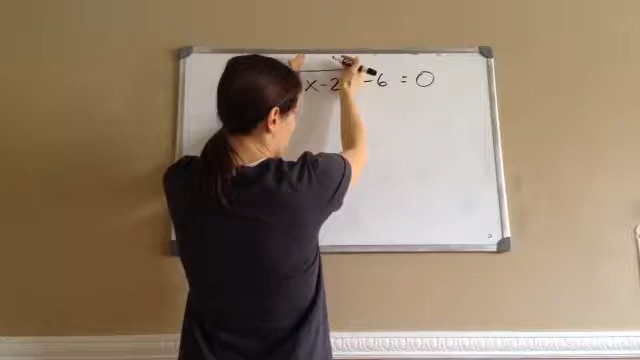 x - 2 - 6 = 0